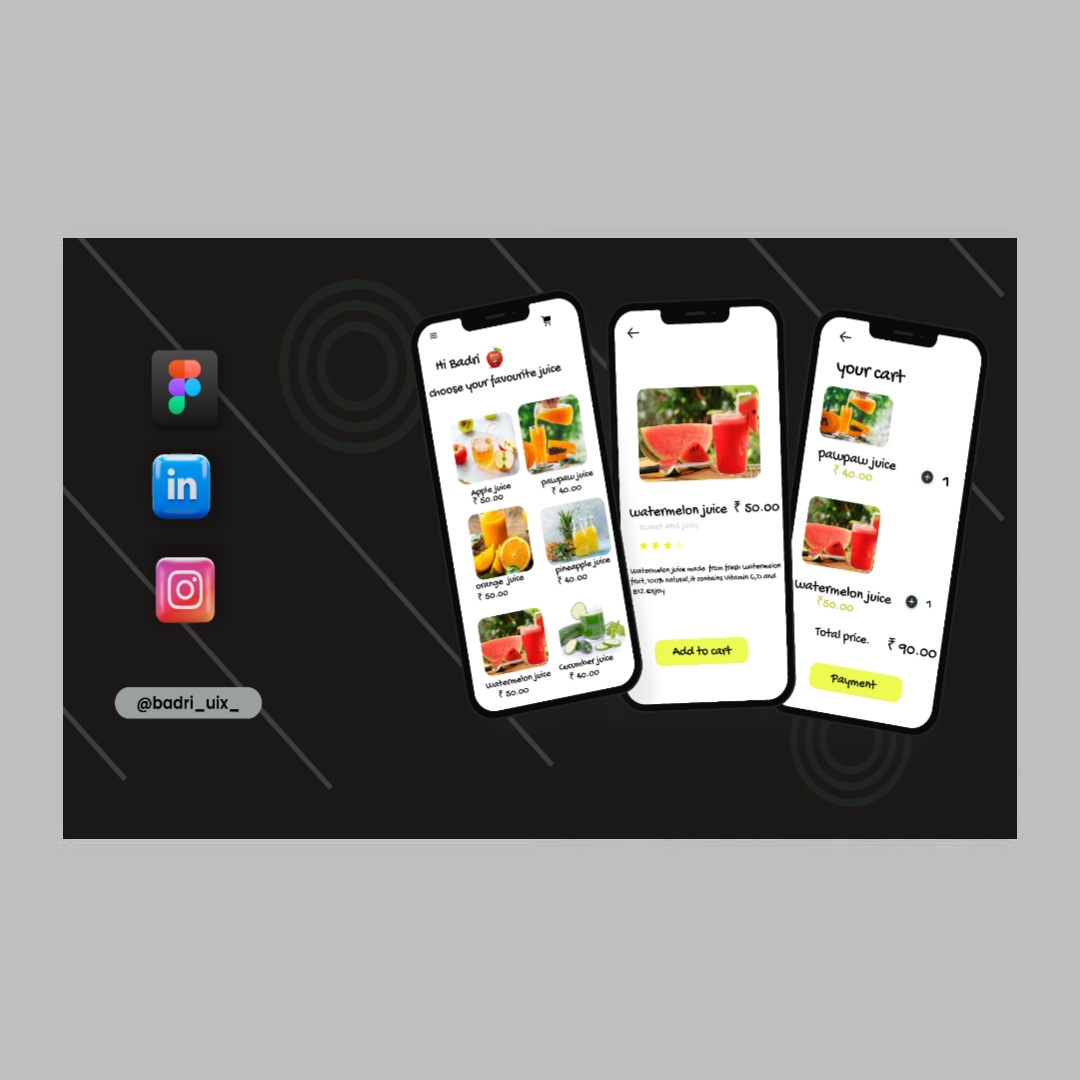 in
@badri_uix_
Hi Badri
choose your favourite juice
Apple juice
₹ 50.00
pawpaw juice
₹ 40.00
orange juice
₹ 50.00
pineapple juice
₹ 40.00
watermelon juice
₹ 50.00
Cucumber juice
₹ 40.00
watermelon juice ₹ 50.00
Sweet and juicy
Watermelon juice made from fresh watermelon
fruit, 100% natural, it contains Vitamin C, D and
B12. Enjoy
Add to cart
your cart
pawpaw juice
₹ 40.00
1
watermelon juice
₹50.00
1
Total price. ₹ 90.00
Payment